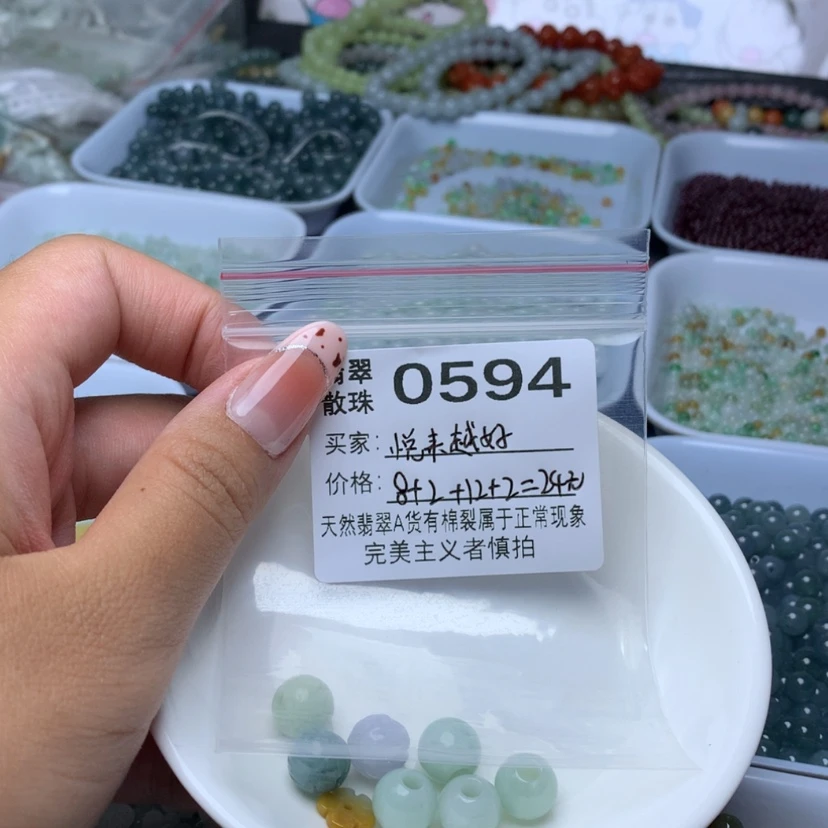 翡翠 0594
散珠
买家: 悦来越好
价格: 8+2+12+2=24元
天然翡翠A货有棉裂属于正常现象
完美主义者慎拍